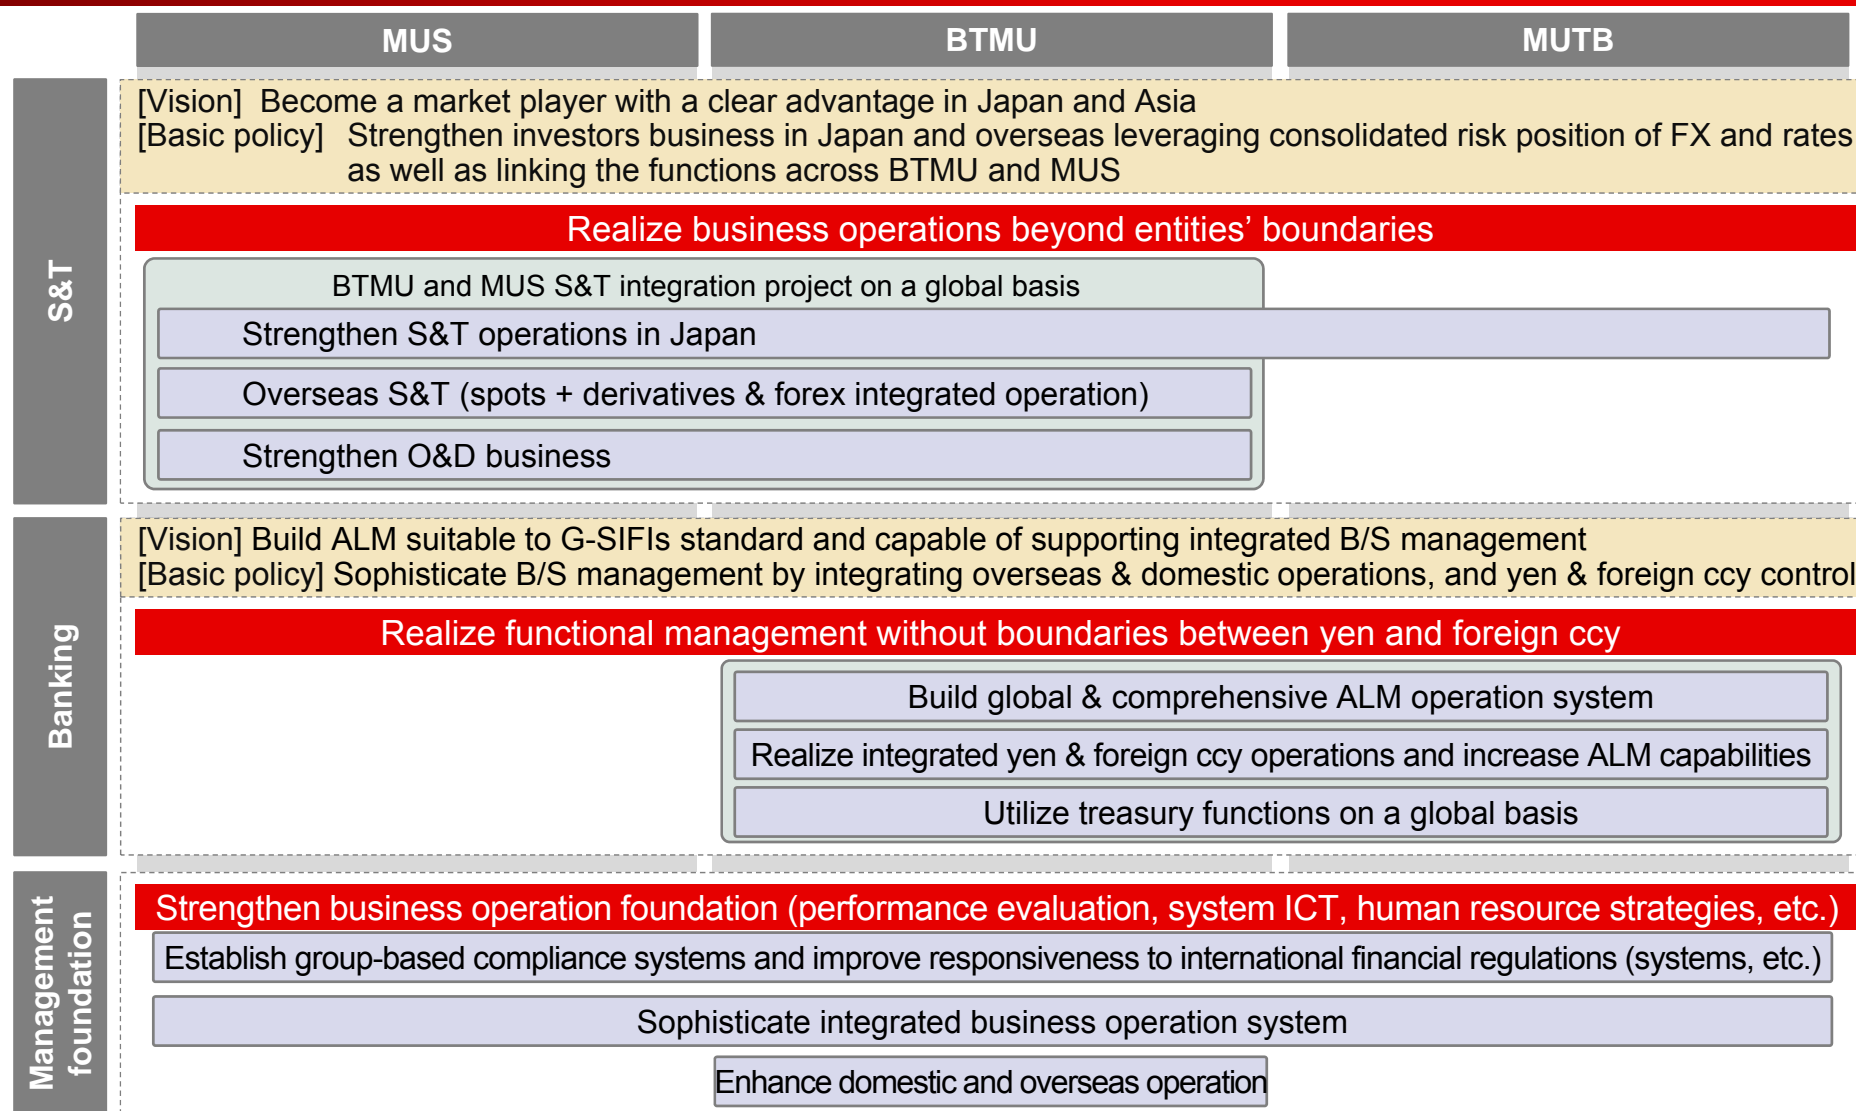 MUS
BTMU
MUTB
S&T
[Vision] Become a market player with a clear advantage in Japan and Asia
[Basic policy] Strengthen investors business in Japan and overseas leveraging consolidated risk position of FX and rates
as well as linking the functions across BTMU and MUS
Realize business operations beyond entities’ boundaries
BTMU and MUS S&T integration project on a global basis
Strengthen S&T operations in Japan
Overseas S&T (spots + derivatives & forex integrated operation)
Strengthen O&D business
Banking
[Vision] Build ALM suitable to G-SIFIs standard and capable of supporting integrated B/S management
[Basic policy] Sophisticate B/S management by integrating overseas & domestic operations, and yen & foreign ccy control
Realize functional management without boundaries between yen and foreign ccy
Build global & comprehensive ALM operation system
Realize integrated yen & foreign ccy operations and increase ALM capabilities
Utilize treasury functions on a global basis
Management
foundation
Strengthen business operation foundation (performance evaluation, system ICT, human resource strategies, etc.)
Establish group-based compliance systems and improve responsiveness to international financial regulations (systems, etc.)
Sophisticate integrated business operation system
Enhance domestic and overseas operation